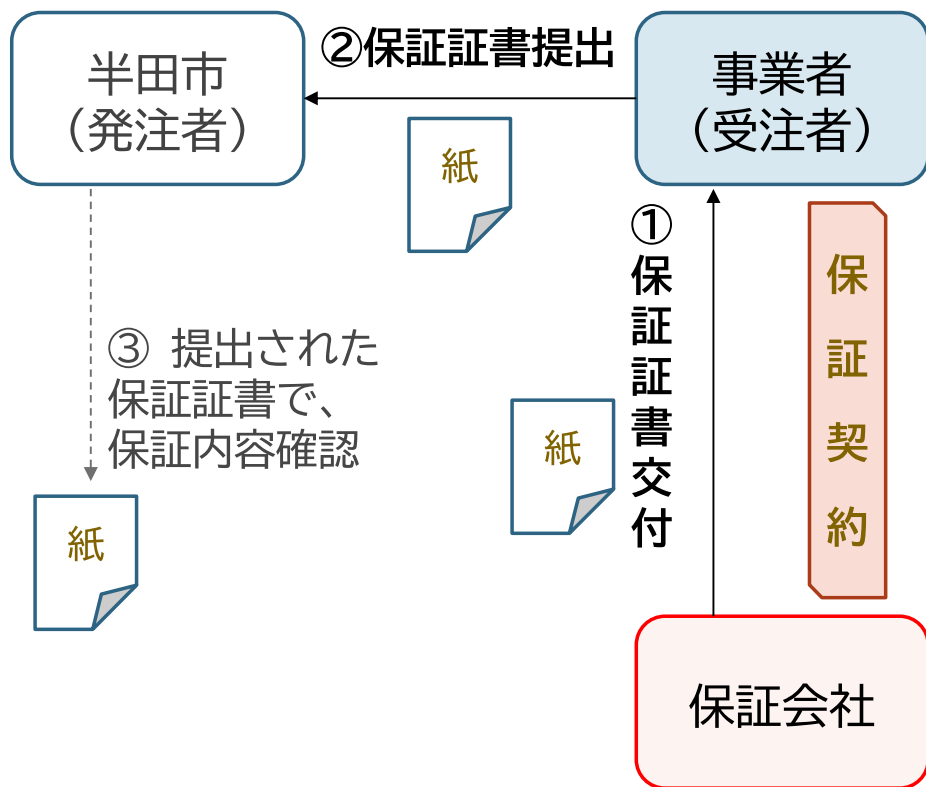 半田市
（発注者）
②保証証書提出
事業者
（受注者）
紙
①保証証書交付
保証契約
③ 提出された
保証証書で、
保証内容確認
紙
紙
保証会社